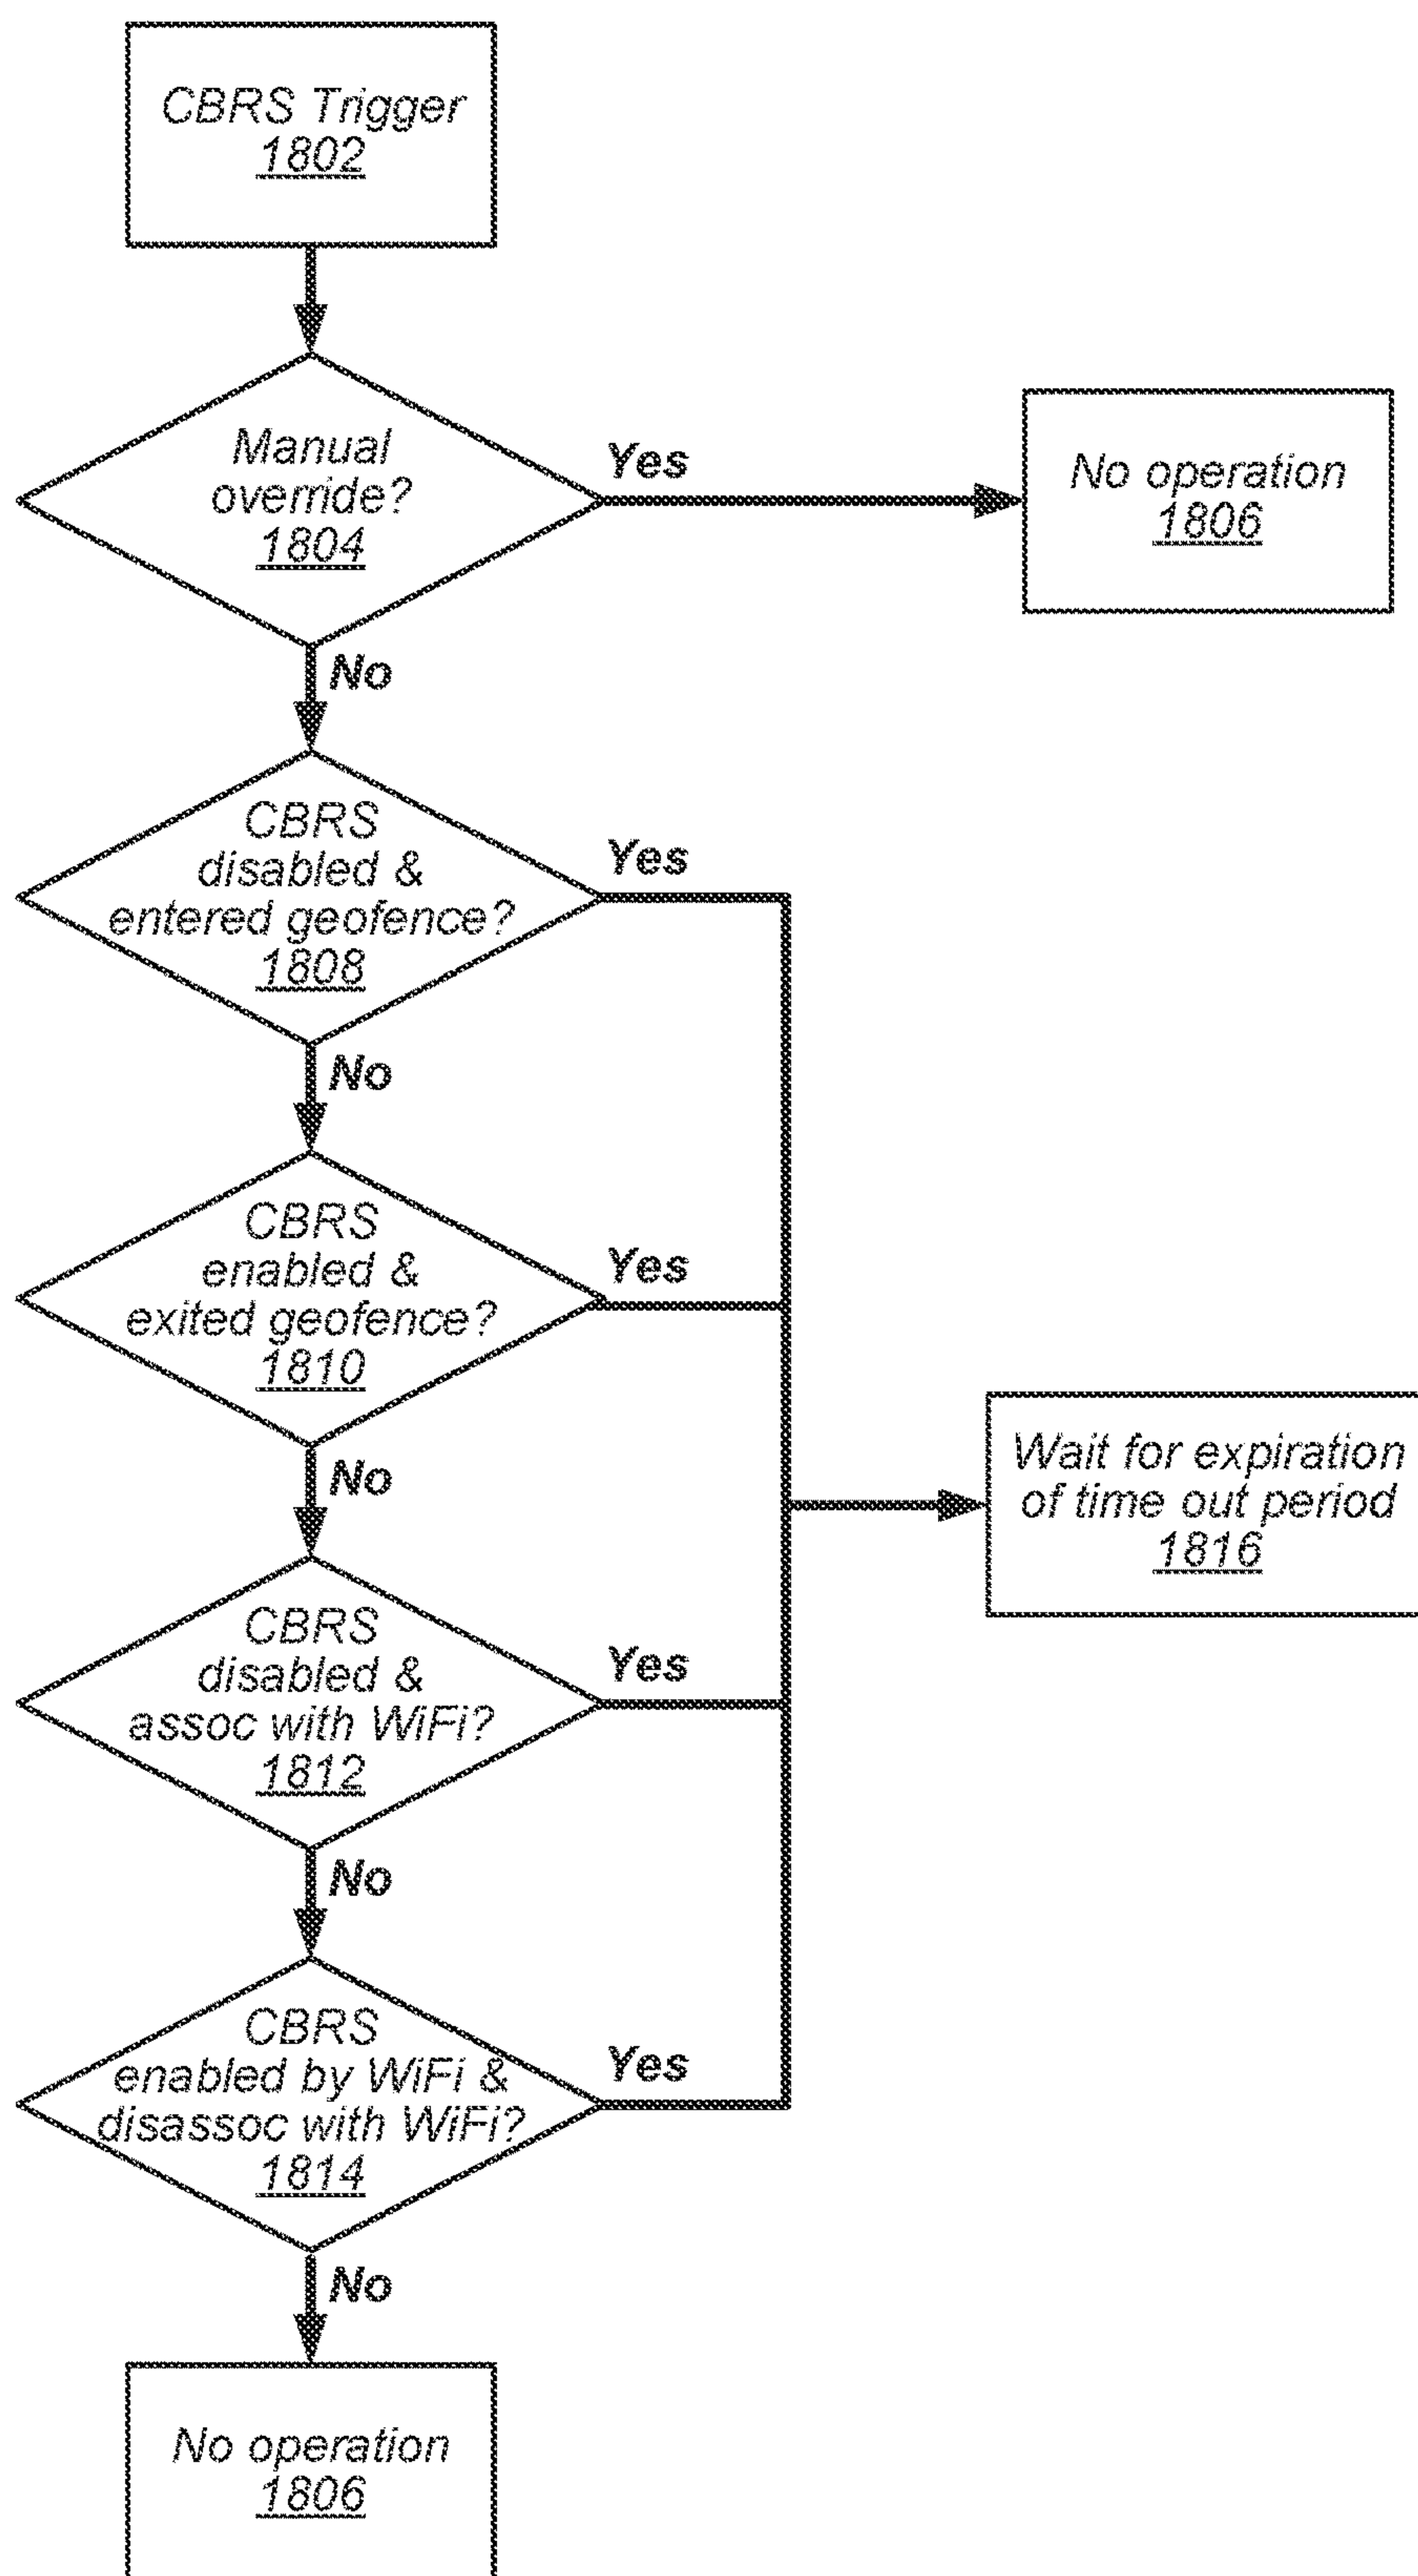 CBRS Trigger
1802
Manual
override?
1804
Yes
No operation
1806
No
CBRS
disabled &
entered geofence?
1808
Yes
No
CBRS
enabled &
exited geofence?
1810
Yes
Wait for expiration
of time out period
1816
No
CBRS
disabled &
assoc with WiFi?
1812
Yes
No
CBRS
enabled by WiFi &
disassoc with WiFi?
1814
Yes
No
No operation
1806